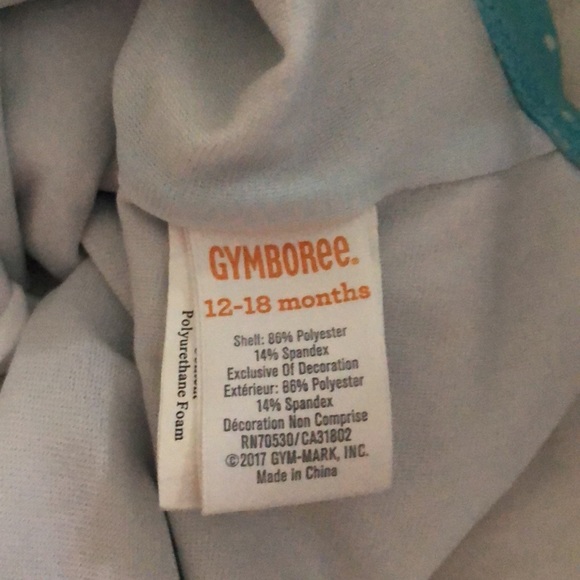 GYMBOREE.
12-18 months
Shell: 86% Polyester
14% Spandex
Exclusive Of Decoration
Extérieur: 86% Polyester
14% Spandex
Décoration Non Comprise
RN70530/CA31802
©2017 GYM-MARK, INC.
Made in China
Polyurethane Foam